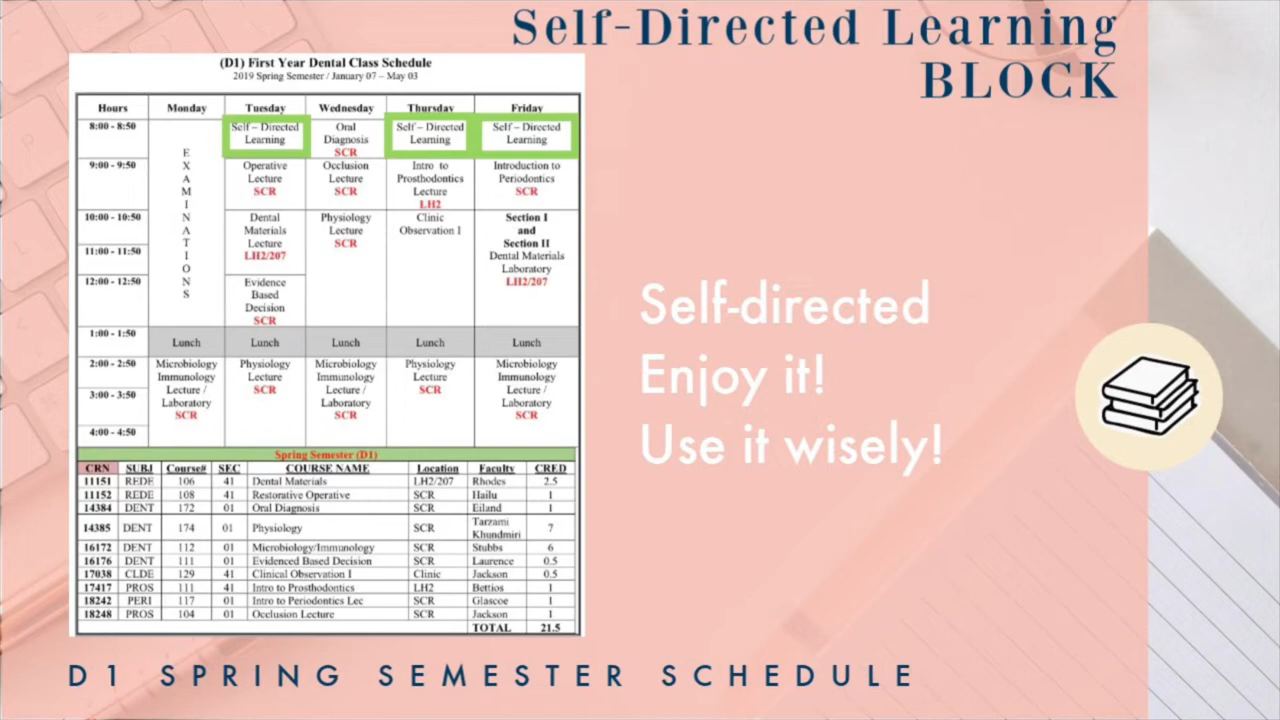 Self-Directed Learning
BLOCK
(D1) First Year Dental Class Schedule
2019 Spring Semester / January 07 – May 03
Hours Monday Tuesday Wednesday Thursday Friday
8:00 - 8:50
9:00 - 9:50
10:00 - 10:50
11:00 - 11:50
12:00 - 12:50
1:00 - 1:50
2:00 - 2:50
3:00 - 3:50
4:00 - 4:50
E
X
A
M
I
N
A
T
I
O
N
S
Lunch
Microbiology
Immunology
Lecture /
Laboratory
SCR
Self – Directed
Learning
Operative
Lecture
SCR
Dental
Materials
Lecture
LH2/207
Evidence
Based
Decision
SCR
Lunch
Physiology
Lecture
SCR
Oral
Diagnosis
SCR
Occlusion
Lecture
SCR
Physiology
Lecture
SCR
Lunch
Microbiology
Immunology
Lecture /
Laboratory
SCR
Self – Directed
Learning
Intro to
Prosthodontics
Lecture
LH2
Clinic
Observation I
Lunch
Physiology
Lecture
SCR
Self – Directed
Learning
Introduction to
Periodontics
SCR
Section I
and
Section II
Dental Materials
Laboratory
LH2/207
Lunch
Microbiology
Immunology
Lecture /
Laboratory
SCR
Spring Semester (D1)
CRN SUBJ Course# SEC COURSE NAME Location Faculty CRED
11151 REDE 106 41 Dental Materials LH2/207 Rhodes 2.5
11152 REDE 108 41 Restorative Operative SCR Hailu 1
14384 DENT 172 01 Oral Diagnosis SCR Eiland 1
14385 DENT 174 01 Physiology SCR Tarzami Khundmiri 7
16172 DENT 112 01 Microbiology/Immunology SCR Stubbs 6
16176 DENT 111 01 Evidenced Based Decision SCR Laurence 0.5
17038 CLDE 129 41 Clinical Observation I Clinic Jackson 0.5
17417 PROS 111 41 Intro to Prosthodontics LH2 Bettios 1
18242 PERI 117 01 Intro to Periodontics Lec SCR Glascoe 1
18248 PROS 104 01 Occlusion Lecture SCR Jackson 1
TOTAL 21.5
Self-directed
Enjoy it!
Use it wisely!
D1 SPRING SEMESTER SCHEDULE